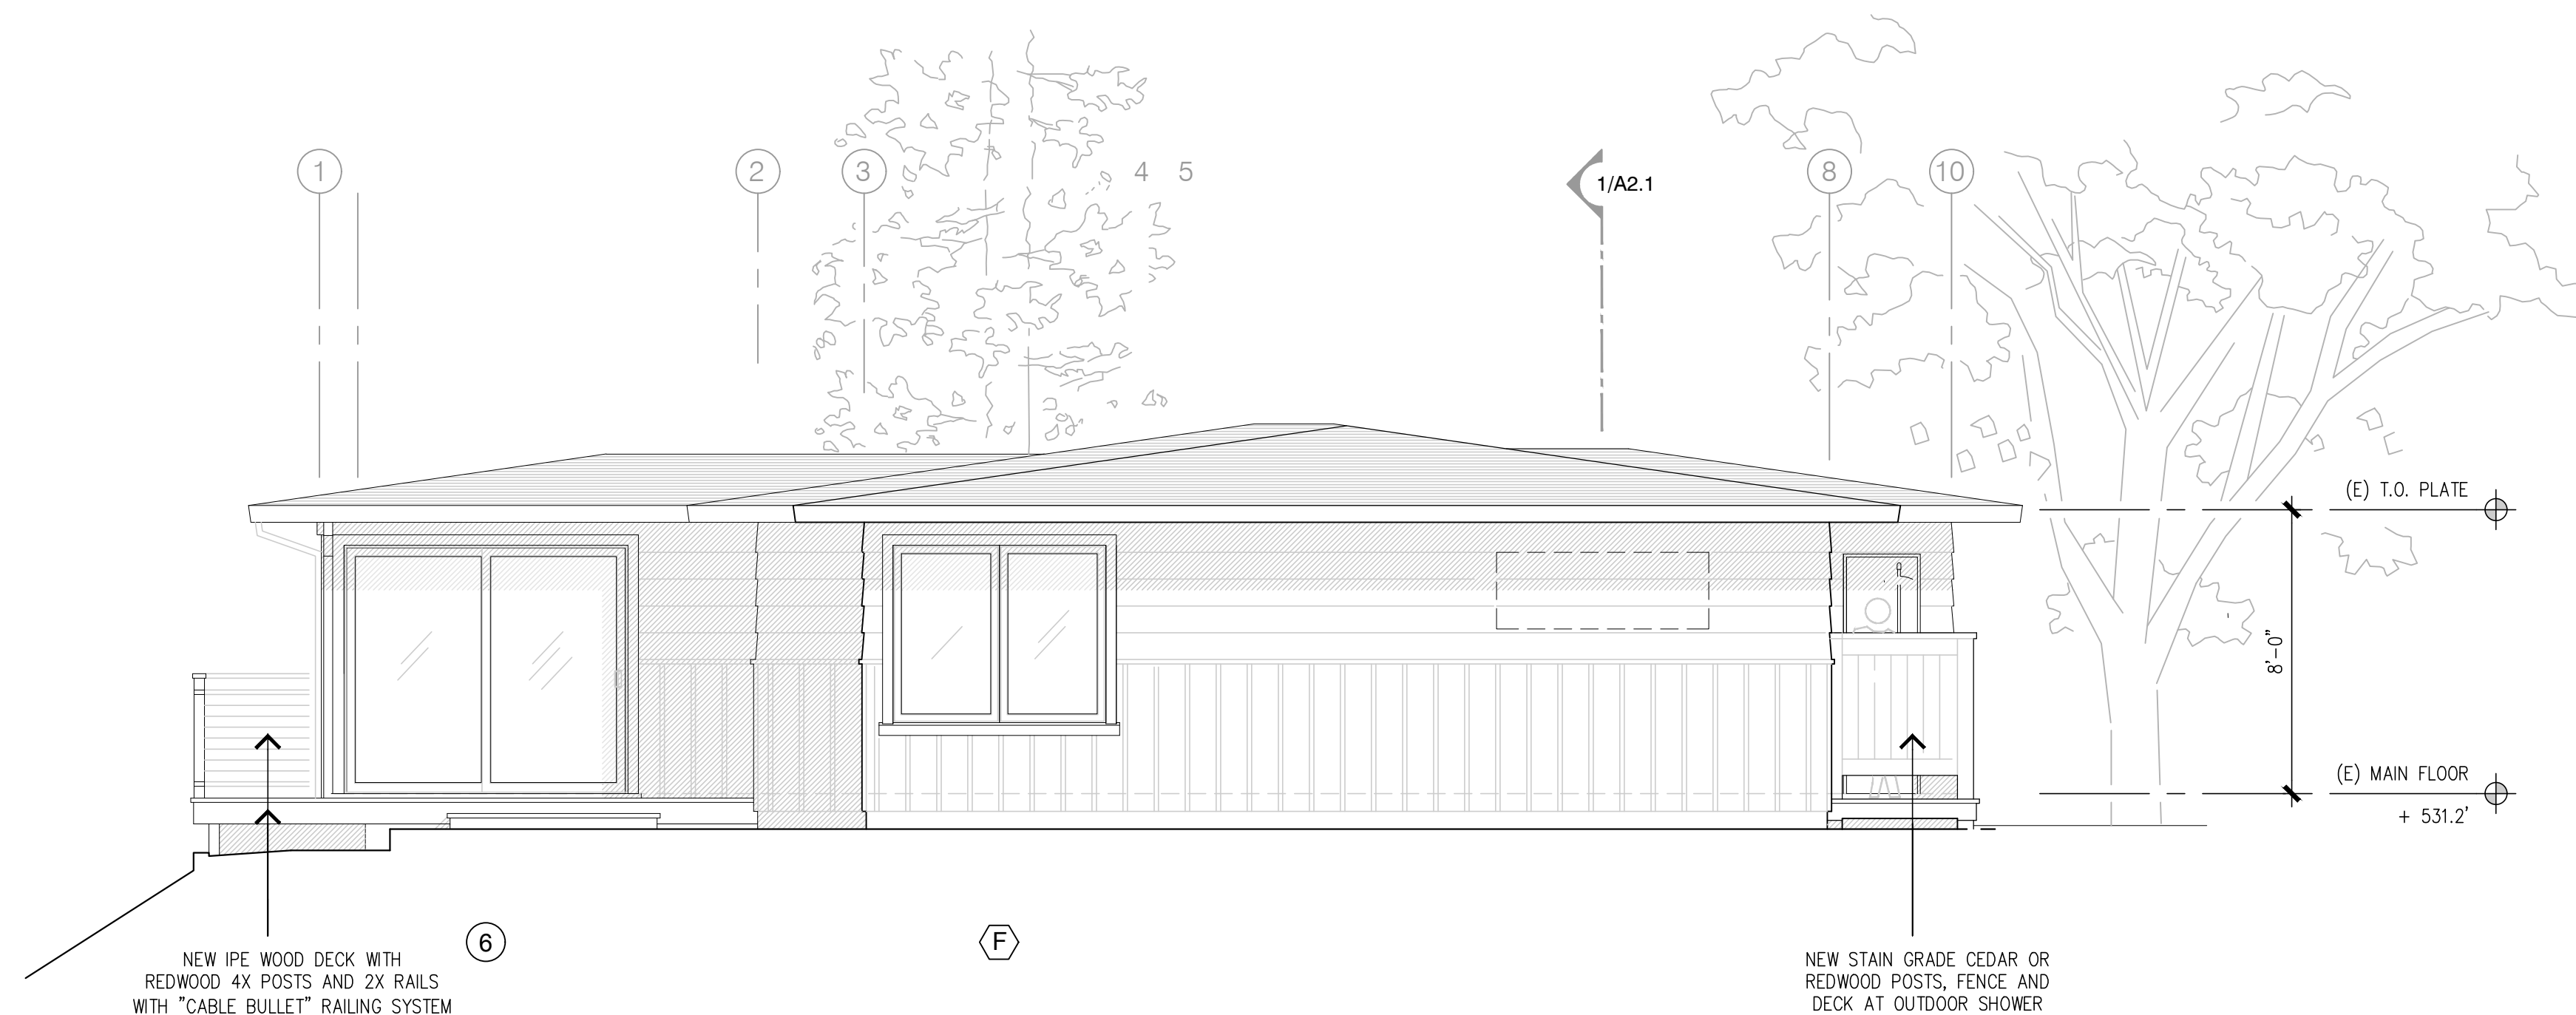 1
2
3
4 5
1/A2.1
8
10
(E) T.O. PLATE
8'-0"
(E) MAIN FLOOR
+ 531.2'
6
F
NEW IPE WOOD DECK WITH
REDWOOD 4X POSTS AND 2X RAILS
WITH "CABLE BULLET" RAILING SYSTEM
NEW STAIN GRADE CEDAR OR
REDWOOD POSTS, FENCE AND
DECK AT OUTDOOR SHOWER